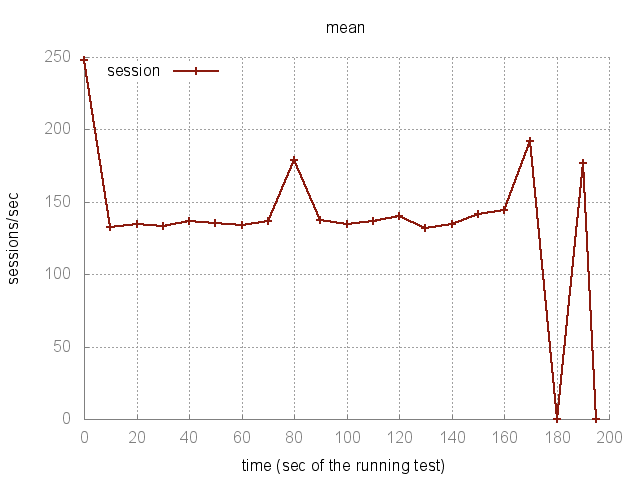 mean
session
250
200
150
100
50
0
sessions/sec
0 20 40 60 80 100 120 140 160 180 200
time (sec of the running test)